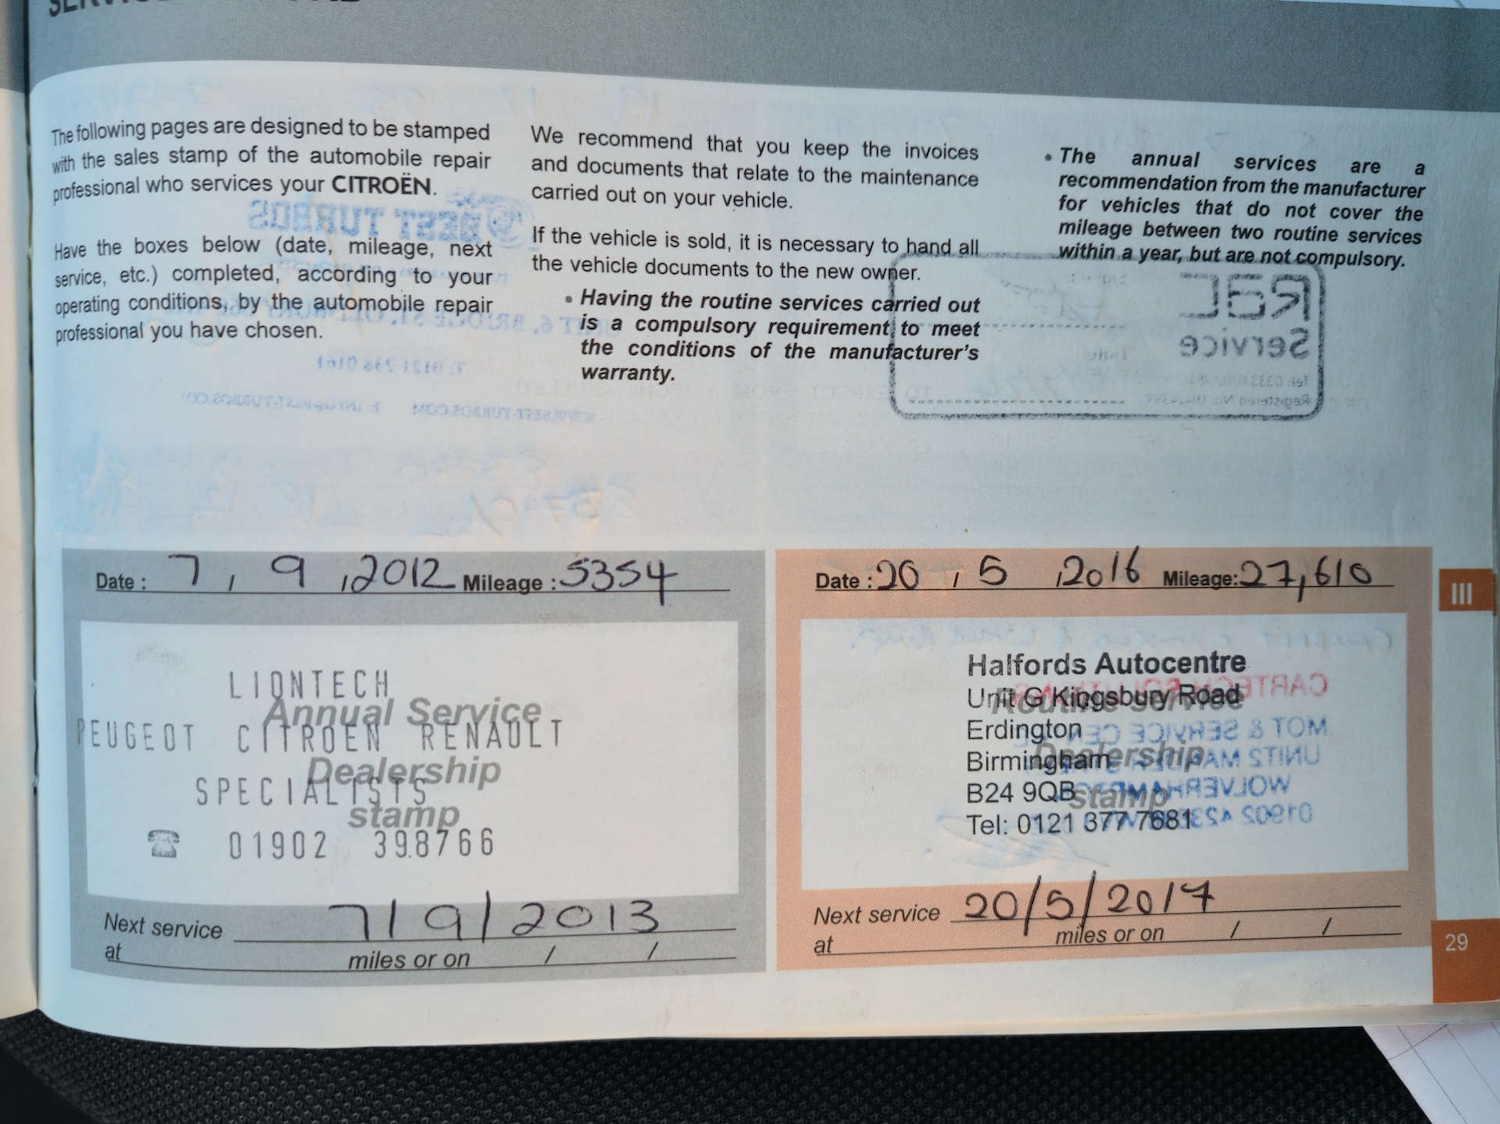 The following pages are designed to be stamped
with the sales stamp of the automobile repair
professional who services your CITROËN.
Have the boxes below (date, mileage, next
service, etc.) completed, according to your
operating conditions, by the automobile repair
professional you have chosen.
We recommend that you keep the invoices
and documents that relate to the maintenance
carried out on your vehicle.
If the vehicle is sold, it is necessary to hand all
the vehicle documents to the new owner.
• Having the routine services carried out
is a compulsory requirement to meet
the conditions of the manufacturer's
warranty.
• The annual services are a
recommendation from the manufacturer
for vehicles that do not cover the
mileage between two routine services
within a year, but are not compulsory.
Date : 7, 9, 2012 Mileage : 5354
LIONTECH
Annual Service
PEUGEOT CITROEN RENAULT
Dealership
SPECIALISTS
stamp
01902 398766
Next service 7/9/2013
at miles or on / /
Date : 20, 5, 2016 Mileage: 27,610
Halfords Autocentre
Unit G Kingsbury Road
Routine Service
Erdington
Birmingham
Dealership
B24 9QB
stamp
Tel: 0121 377 7681
Next service 20/5/2017
at miles or on / /
III
29